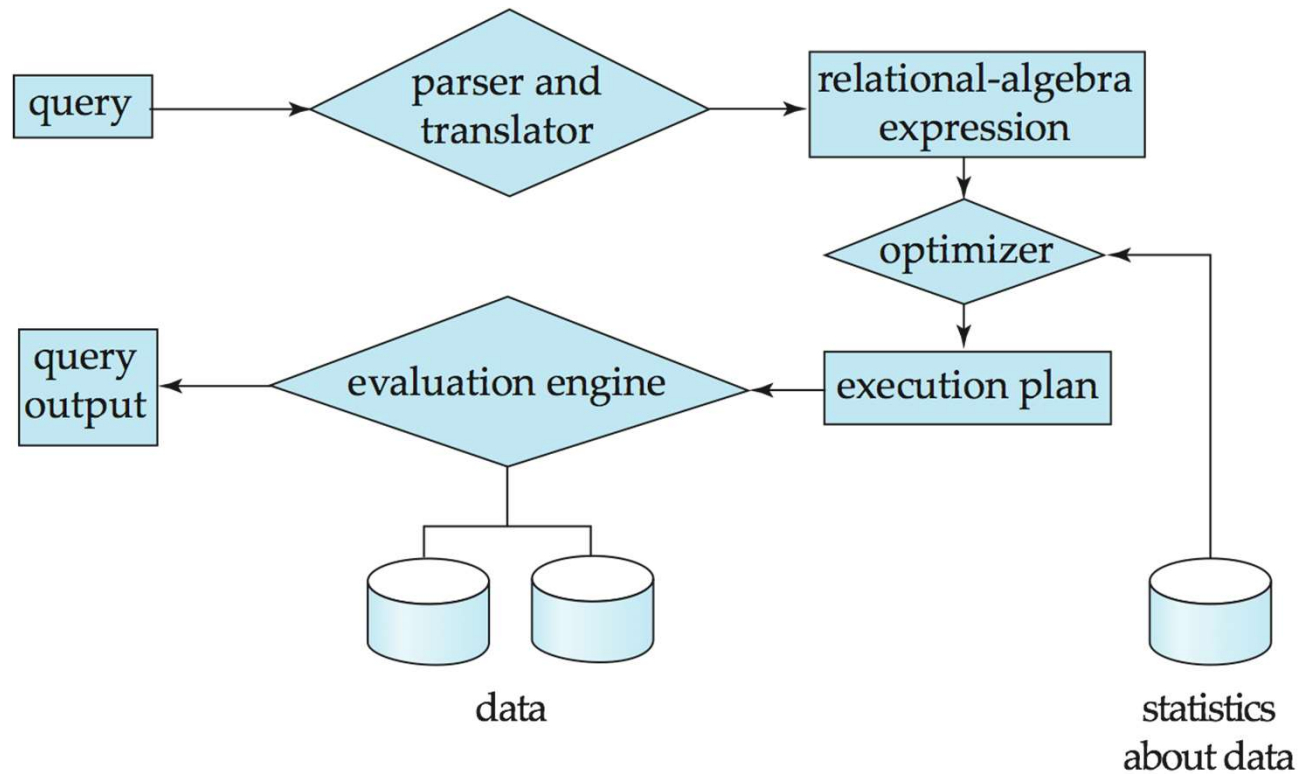 query
parser and
translator
relational-algebra
expression
optimizer
query
output
evaluation engine
execution plan
data
statistics
about data